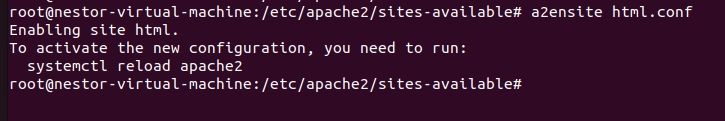 root@nestor-virtual-machine:/etc/apache2/sites-available# a2ensite html.conf
Enabling site html.
To activate the new configuration, you need to run:
  systemctl reload apache2
root@nestor-virtual-machine:/etc/apache2/sites-available#